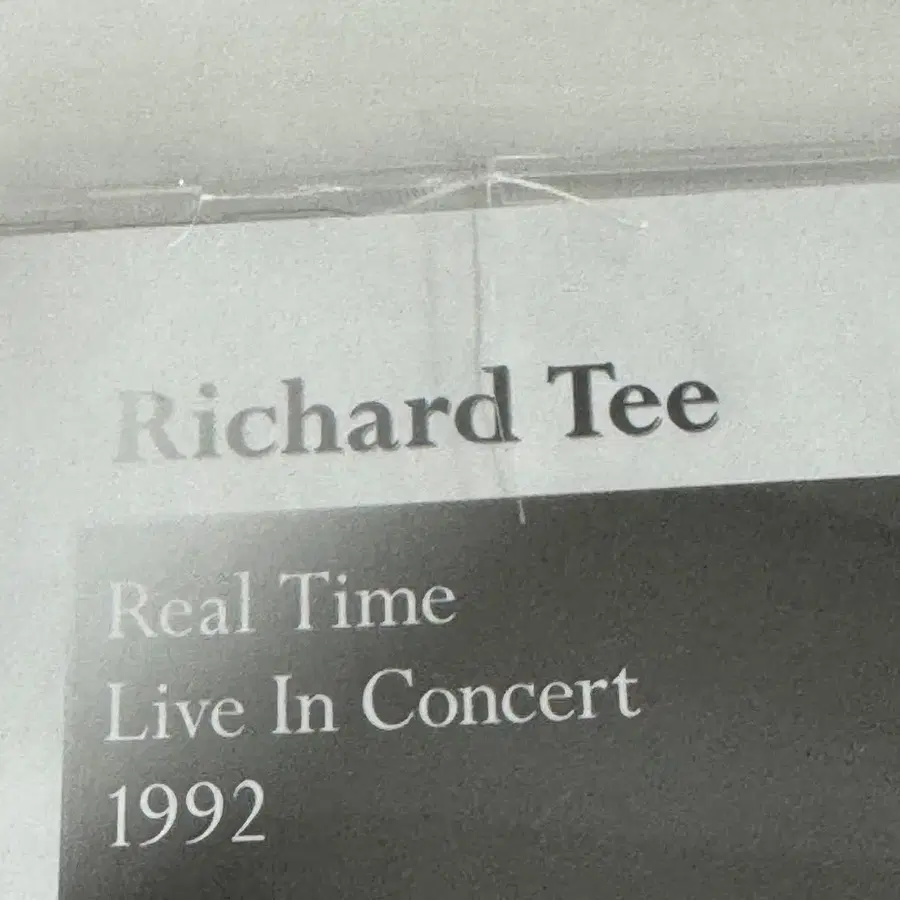 Richard Tee
Real Time
Live In Concert
1992